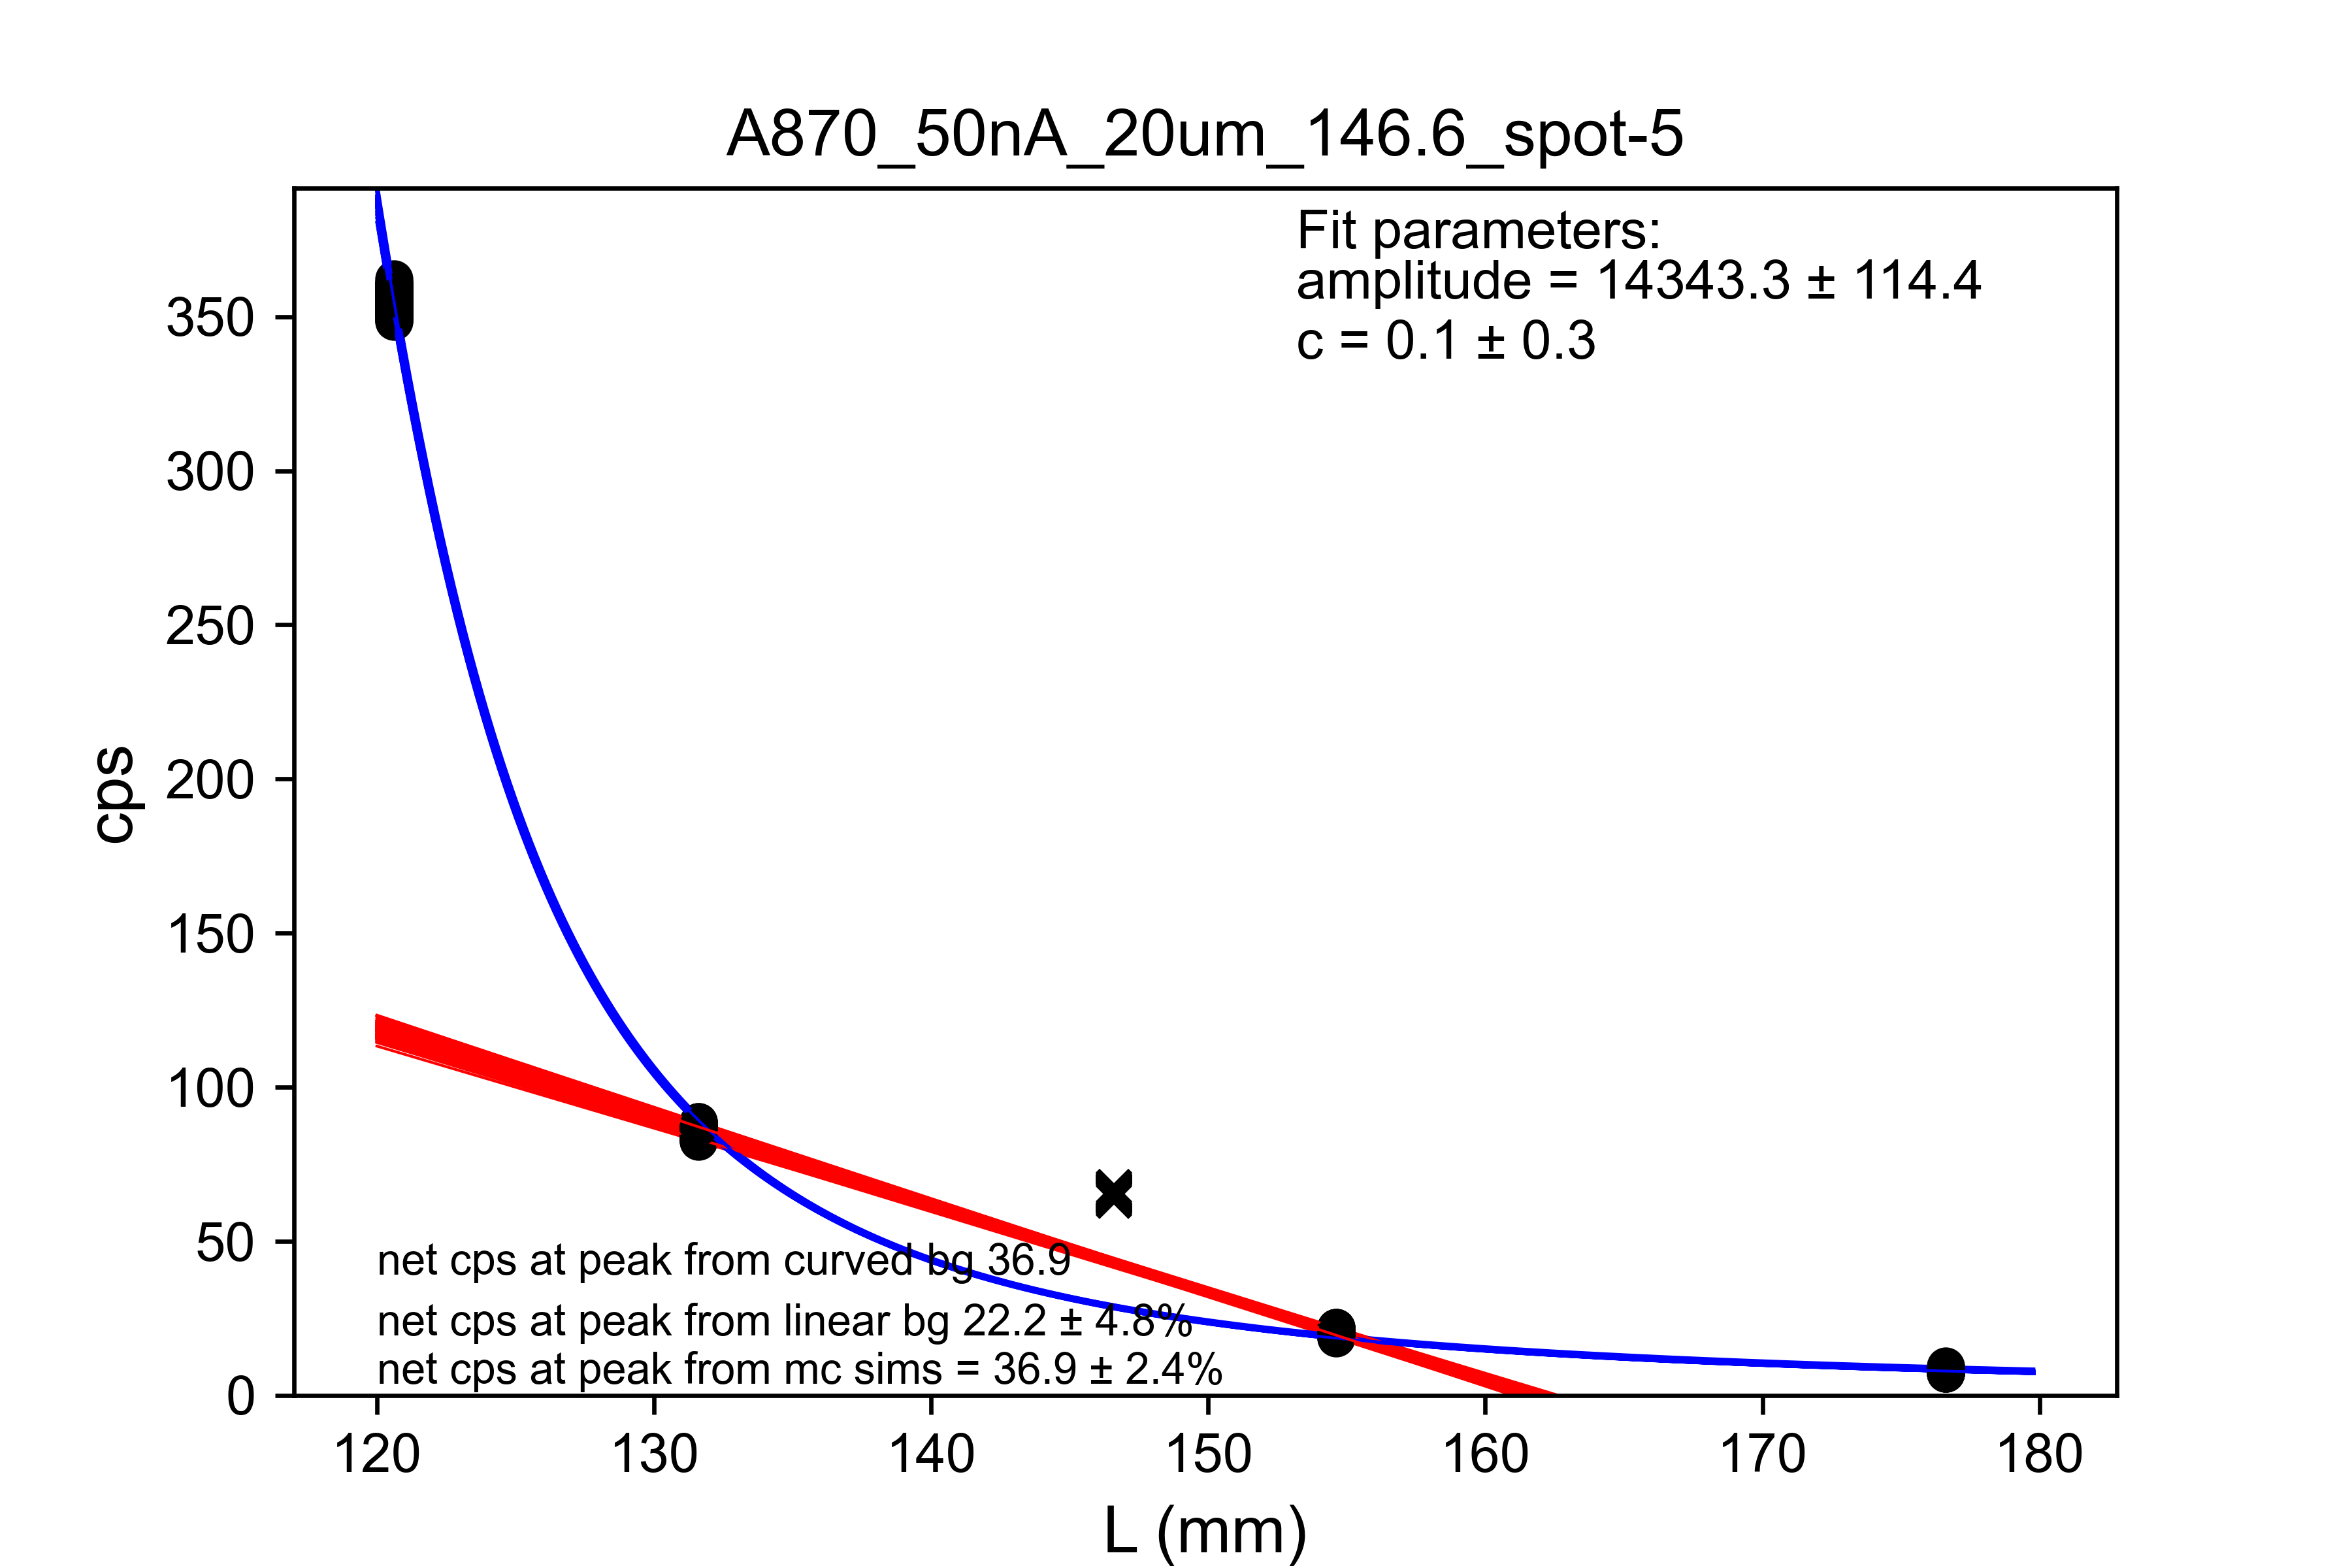 A870_50nA_20um_146.6_spot-5
Fit parameters:
amplitude = 14343.3 ± 114.4
c = 0.1 ± 0.3
350
300
250
200
150
100
50
0
cps
net cps at peak from curved bg 36.9
net cps at peak from linear bg 22.2 ± 4.8%
net cps at peak from mc sims = 36.9 ± 2.4%
120 130 140 150 160 170 180
L (mm)